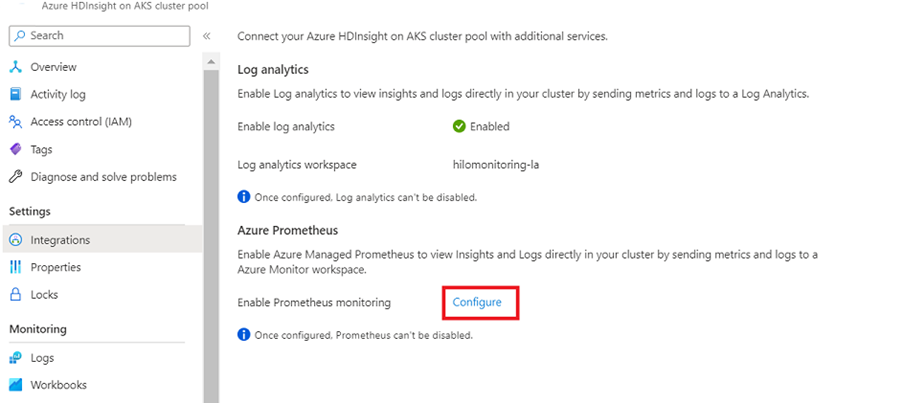 Azure HDInsight on AKS cluster pool
Search
«
Overview
Activity log
Access control (IAM)
Tags
Diagnose and solve problems
Settings
Integrations
Properties
Locks
Monitoring
Logs
Workbooks
Connect your Azure HDInsight on AKS cluster pool with additional services.
Log analytics
Enable Log analytics to view insights and logs directly in your cluster by sending metrics and logs to a Log Analytics.
Enable log analytics Enabled
Log analytics workspace hilomonitoring-la
Once configured, Log analytics can't be disabled.
Azure Prometheus
Enable Azure Managed Prometheus to view Insights and Logs directly in your cluster by sending metrics and logs to a
Azure Monitor workspace.
Enable Prometheus monitoring Configure
Once configured, Prometheus can't be disabled.